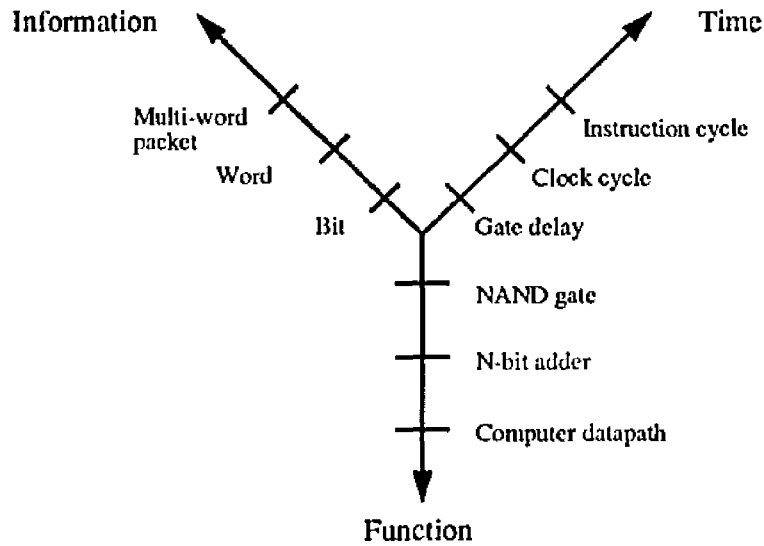 Information
Time
Multi-word
packet
Instruction cycle
Word
Clock cycle
Bit
Gate delay
NAND gate
N-bit adder
Computer datapath
Function